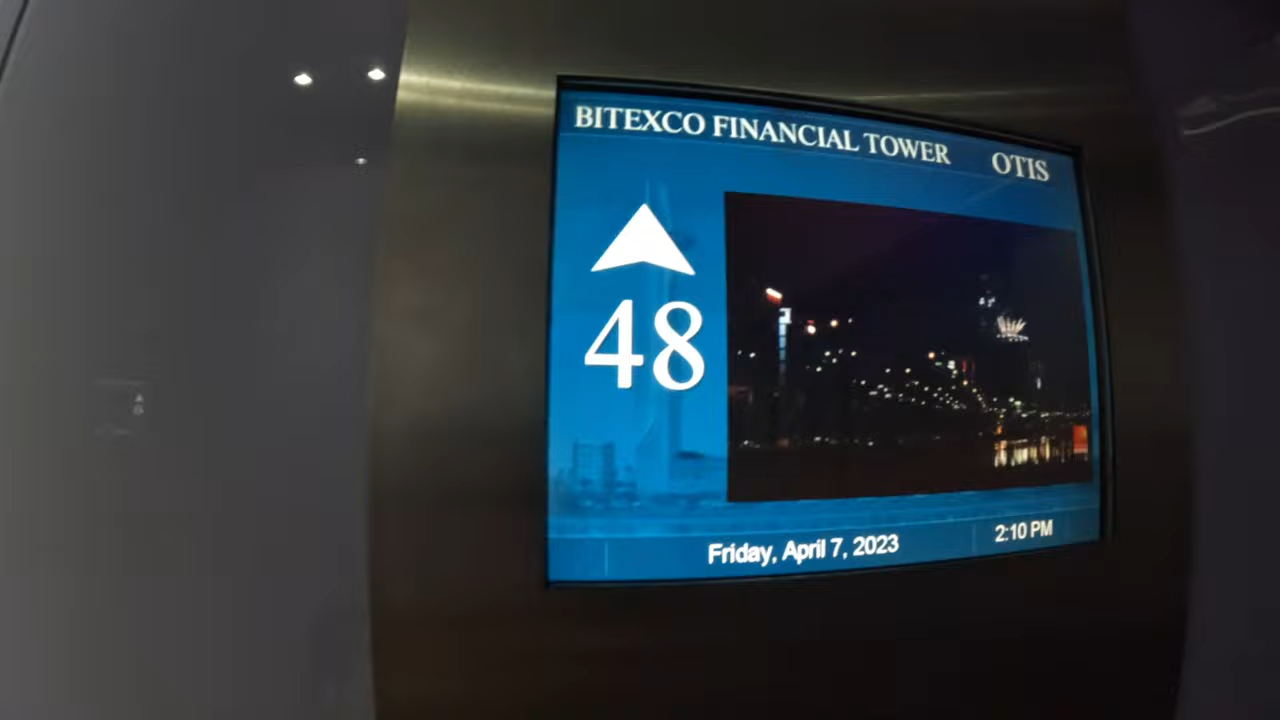 BITEXCO FINANCIAL TOWER OTIS
48
Friday, April 7, 2023 2:10 PM